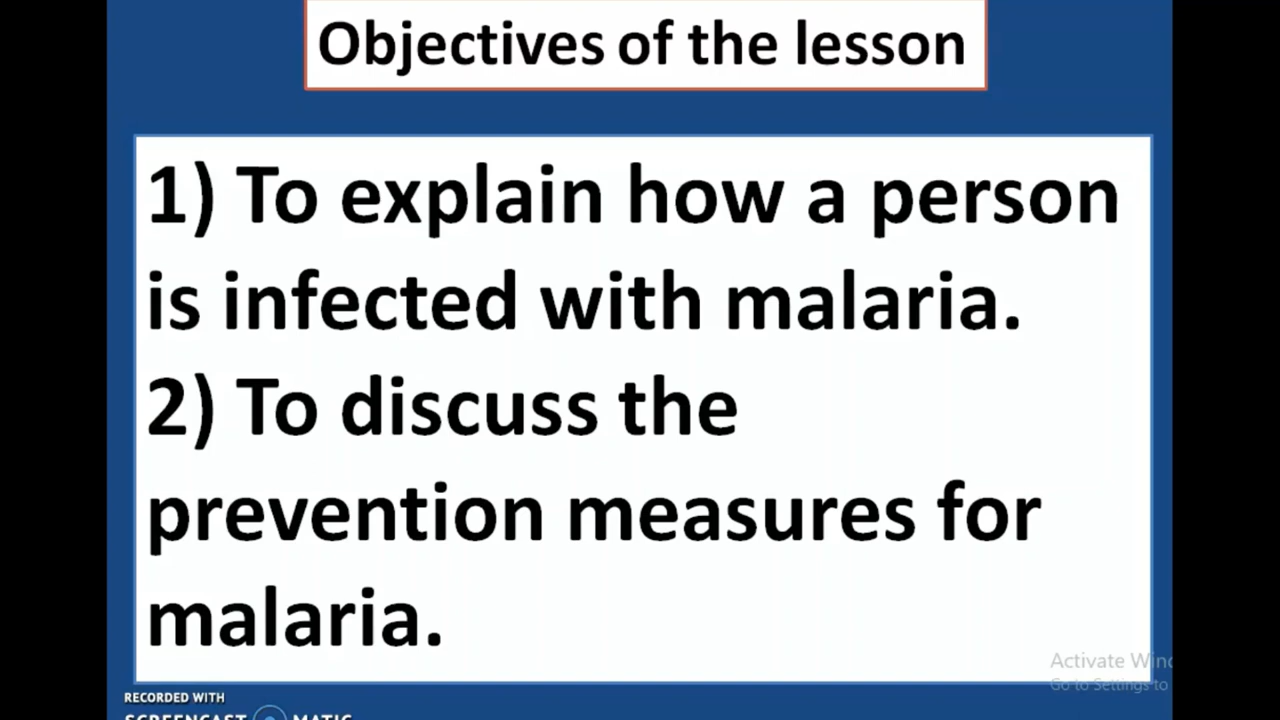 Objectives of the lesson
1) To explain how a person
is infected with malaria.
2) To discuss the
prevention measures for
malaria.
Activate Win
Go to Settings to
RECORDED WITH
SCREENCAST MATIC